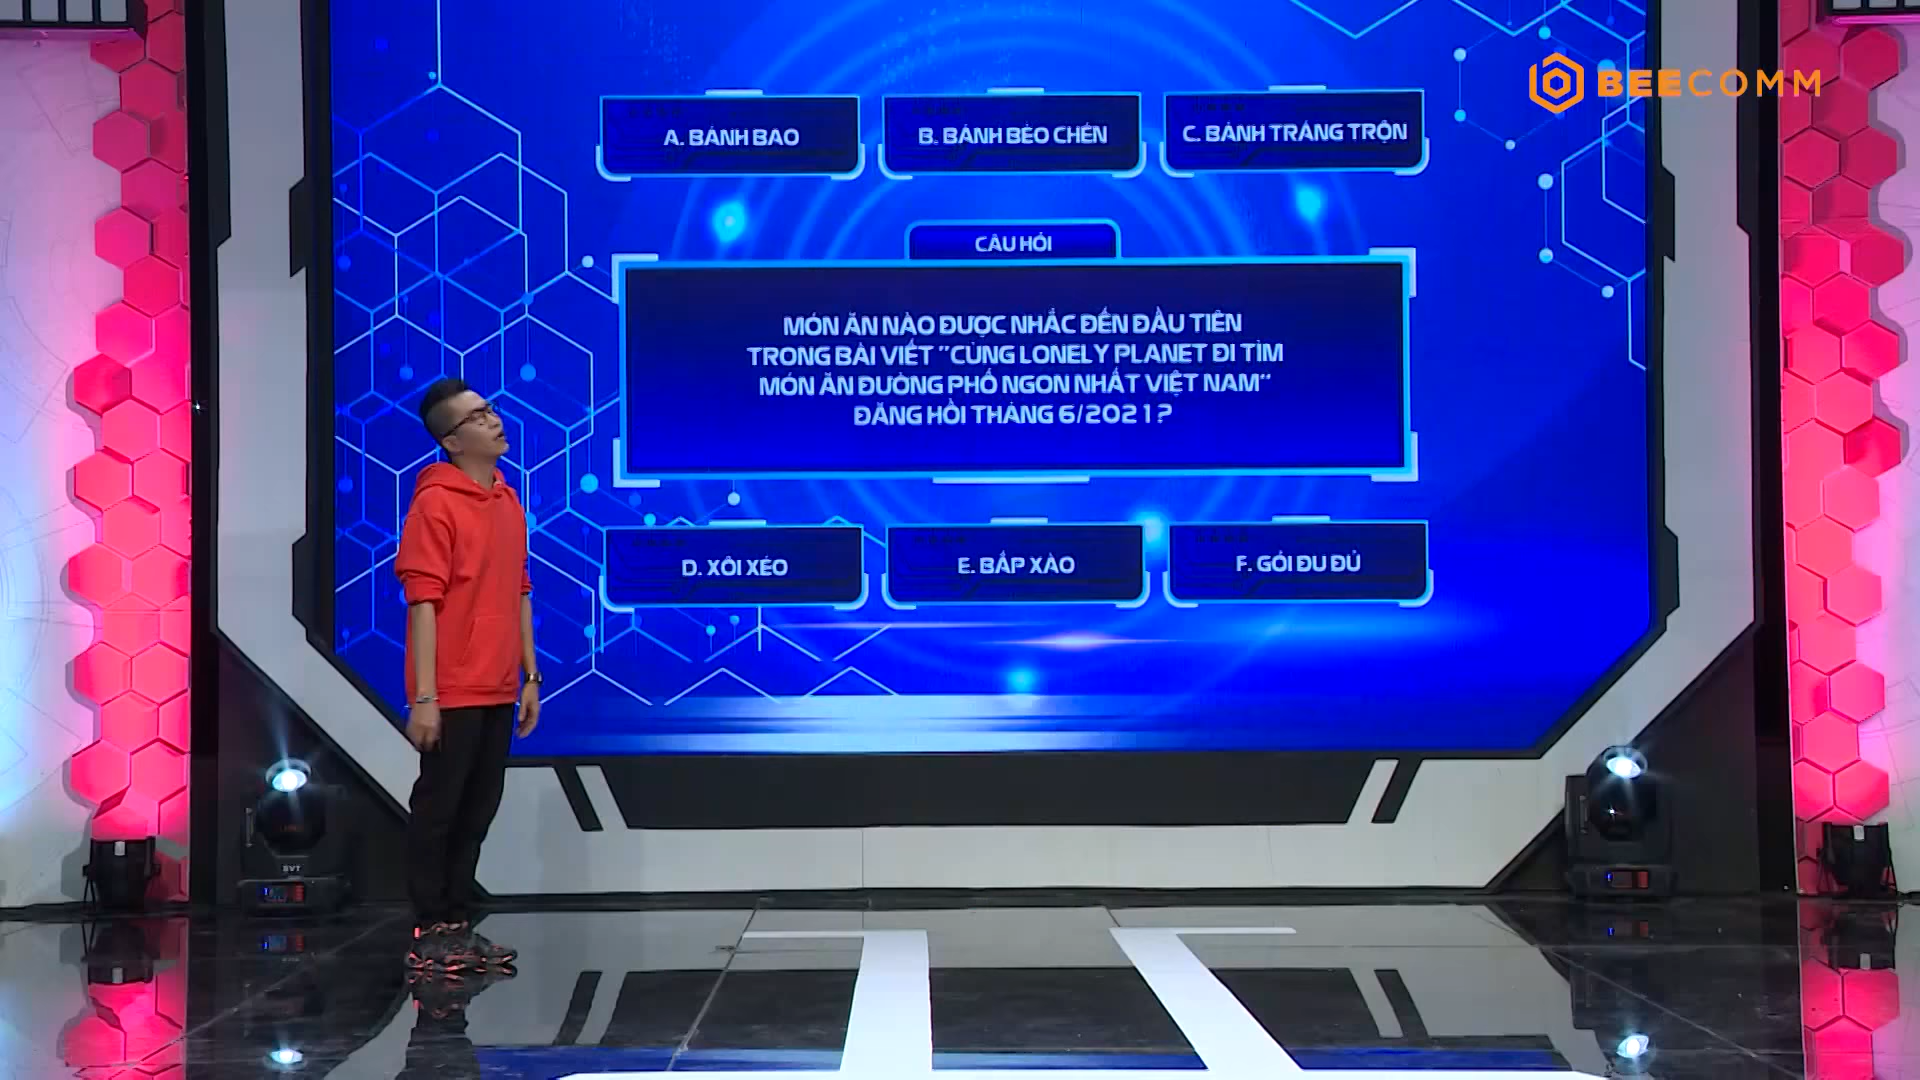 BEECOMM
A. BÁNH BAO
B. BÁNH BÈO CHÉN
C. BÁNH TRÁNG TRỘN
CÂU HỎI
MÓN ĂN NÀO ĐƯỢC NHẮC ĐẾN ĐẦU TIÊN
TRONG BÀI VIẾT "CÙNG LONELY PLANET ĐI TÌM
MÓN ĂN ĐƯỜNG PHỐ NGON NHẤT VIỆT NAM"
ĐĂNG HỒI THÁNG 6/2021?
D. XÔI XÉO
E. BẮP XÀO
F. GỎI ĐU ĐỦ
SVT